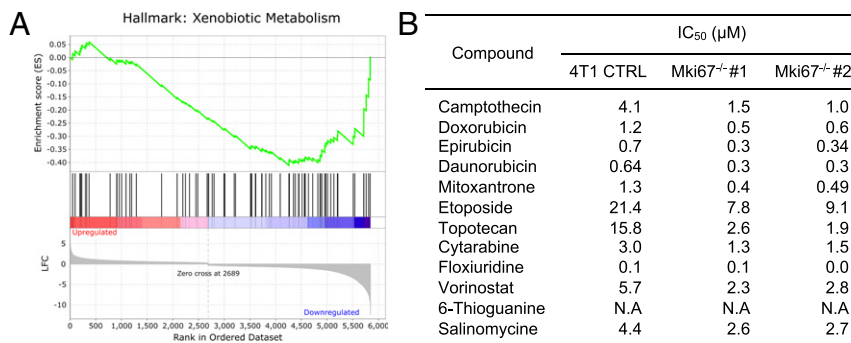 A
Hallmark: Xenobiotic Metabolism
Enrichment score (ES)
0.05
0.00
-0.05
-0.10
-0.15
-0.20
-0.25
-0.30
-0.35
-0.40
Upregulated
LFC
5
0
-5
-10
Zero cross at 2689
Downregulated
0 500 1,000 1,500 2,000 2,500 3,000 3,500 4,000 4,500 5,000 5,500 6,000
Rank in Ordered Dataset
B
Compound IC₅₀ (μM)
4T1 CTRL Mki67⁻/⁻#1 Mki67⁻/⁻#2
Camptothecin 4.1 1.5 1.0
Doxorubicin 1.2 0.5 0.6
Epirubicin 0.7 0.3 0.34
Daunorubicin 0.64 0.3 0.3
Mitoxantrone 1.3 0.4 0.49
Etoposide 21.4 7.8 9.1
Topotecan 15.8 2.6 1.9
Cytarabine 3.0 1.3 1.5
Floxiuridine 0.1 0.1 0.0
Vorinostat 5.7 2.3 2.8
6-Thioguanine N.A N.A N.A
Salinomycine 4.4 2.6 2.7